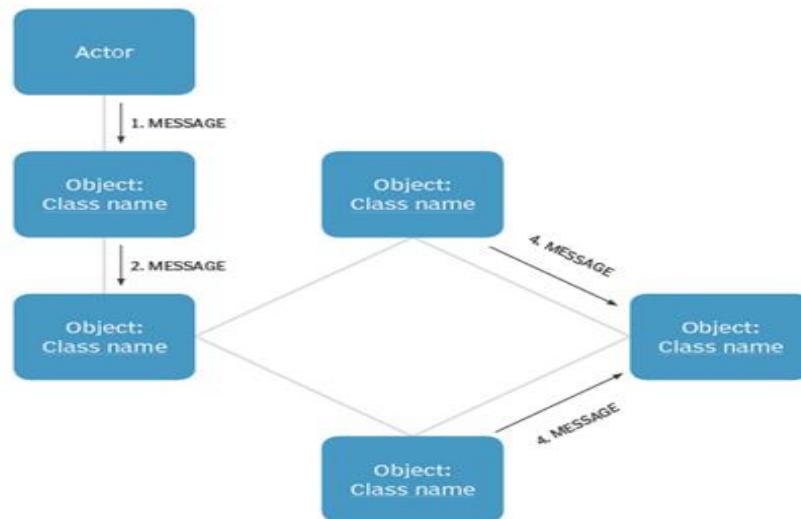 Actor
1. MESSAGE
Object:
Class name
Object:
Class name
2. MESSAGE
4. MESSAGE
Object:
Class name
Object:
Class name
4. MESSAGE
Object:
Class name